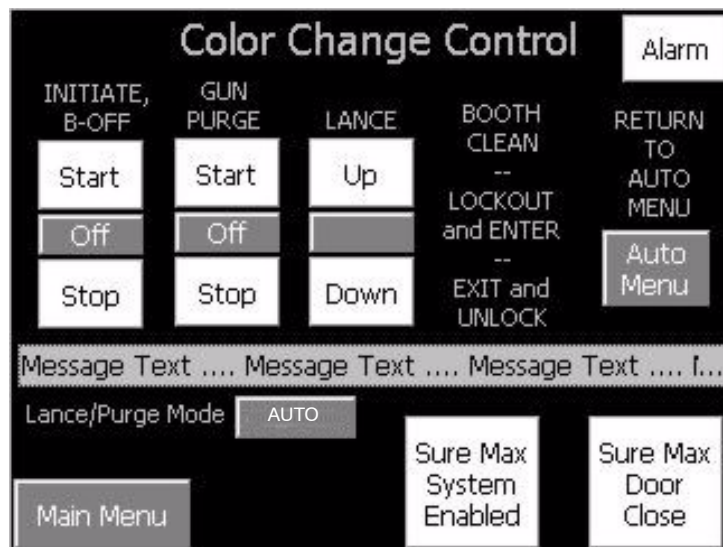 Color Change Control
Alarm
INITIATE,
B-OFF
Start
Off
Stop
GUN
PURGE
Start
Off
Stop
LANCE
Up
Down
BOOTH
CLEAN
--
LOCKOUT
and ENTER
--
EXIT and
UNLOCK
RETURN
TO
AUTO
MENU
Auto
Menu
Message Text .... Message Text .... Message Text ....
Lance/Purge Mode AUTO
Sure Max
System
Enabled
Sure Max
Door
Close
Main Menu